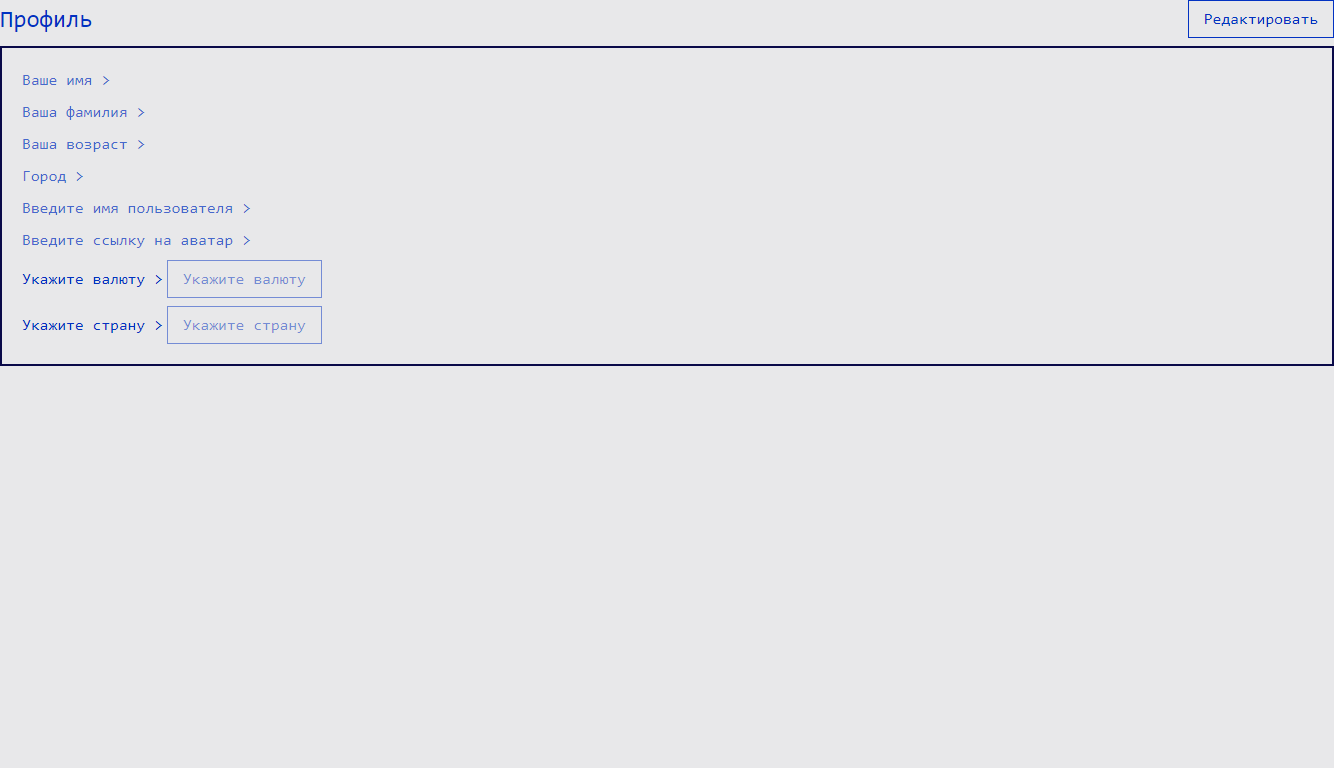 Профиль
Редактировать
Ваше имя >
Ваша фамилия >
Ваша возраст >
Город >
Введите имя пользователя >
Введите ссылку на аватар >
Укажите валюту > Укажите валюту
Укажите страну > Укажите страну